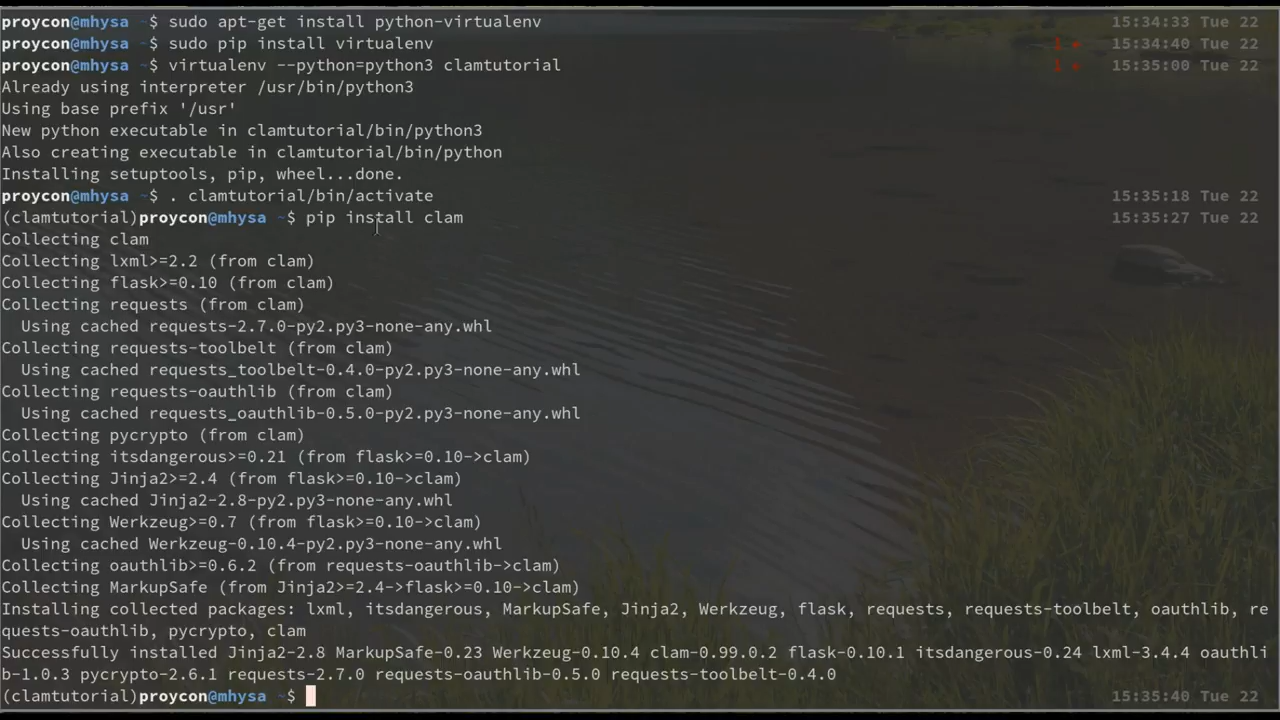 proycon@mhysa ~$ sudo apt-get install python-virtualenv 15:34:33 Tue 22
proycon@mhysa ~$ sudo pip install virtualenv 1 15:34:40 Tue 22
proycon@mhysa ~$ virtualenv --python=python3 clamtutorial 1 15:35:00 Tue 22
Already using interpreter /usr/bin/python3
Using base prefix '/usr'
New python executable in clamtutorial/bin/python3
Also creating executable in clamtutorial/bin/python
Installing setuptools, pip, wheel...done.
proycon@mhysa ~$ . clamtutorial/bin/activate 15:35:18 Tue 22
(clamtutorial)proycon@mhysa ~$ pip install clam 15:35:27 Tue 22
Collecting clam
Collecting lxml>=2.2 (from clam)
Collecting flask>=0.10 (from clam)
Collecting requests (from clam)
  Using cached requests-2.7.0-py2.py3-none-any.whl
Collecting requests-toolbelt (from clam)
  Using cached requests_toolbelt-0.4.0-py2.py3-none-any.whl
Collecting requests-oauthlib (from clam)
  Using cached requests_oauthlib-0.5.0-py2.py3-none-any.whl
Collecting pycrypto (from clam)
Collecting itsdangerous>=0.21 (from flask>=0.10->clam)
Collecting Jinja2>=2.4 (from flask>=0.10->clam)
  Using cached Jinja2-2.8-py2.py3-none-any.whl
Collecting Werkzeug>=0.7 (from flask>=0.10->clam)
  Using cached Werkzeug-0.10.4-py2.py3-none-any.whl
Collecting oauthlib>=0.6.2 (from requests-oauthlib->clam)
Collecting MarkupSafe (from Jinja2>=2.4->flask>=0.10->clam)
Installing collected packages: lxml, itsdangerous, MarkupSafe, Jinja2, Werkzeug, flask, requests, requests-toolbelt, oauthlib, re
quests-oauthlib, pycrypto, clam
Successfully installed Jinja2-2.8 MarkupSafe-0.23 Werkzeug-0.10.4 clam-0.99.0.2 flask-0.10.1 itsdangerous-0.24 lxml-3.4.4 oauthli
b-1.0.3 pycrypto-2.6.1 requests-2.7.0 requests-oauthlib-0.5.0 requests-toolbelt-0.4.0
(clamtutorial)proycon@mhysa ~$ 15:35:40 Tue 22